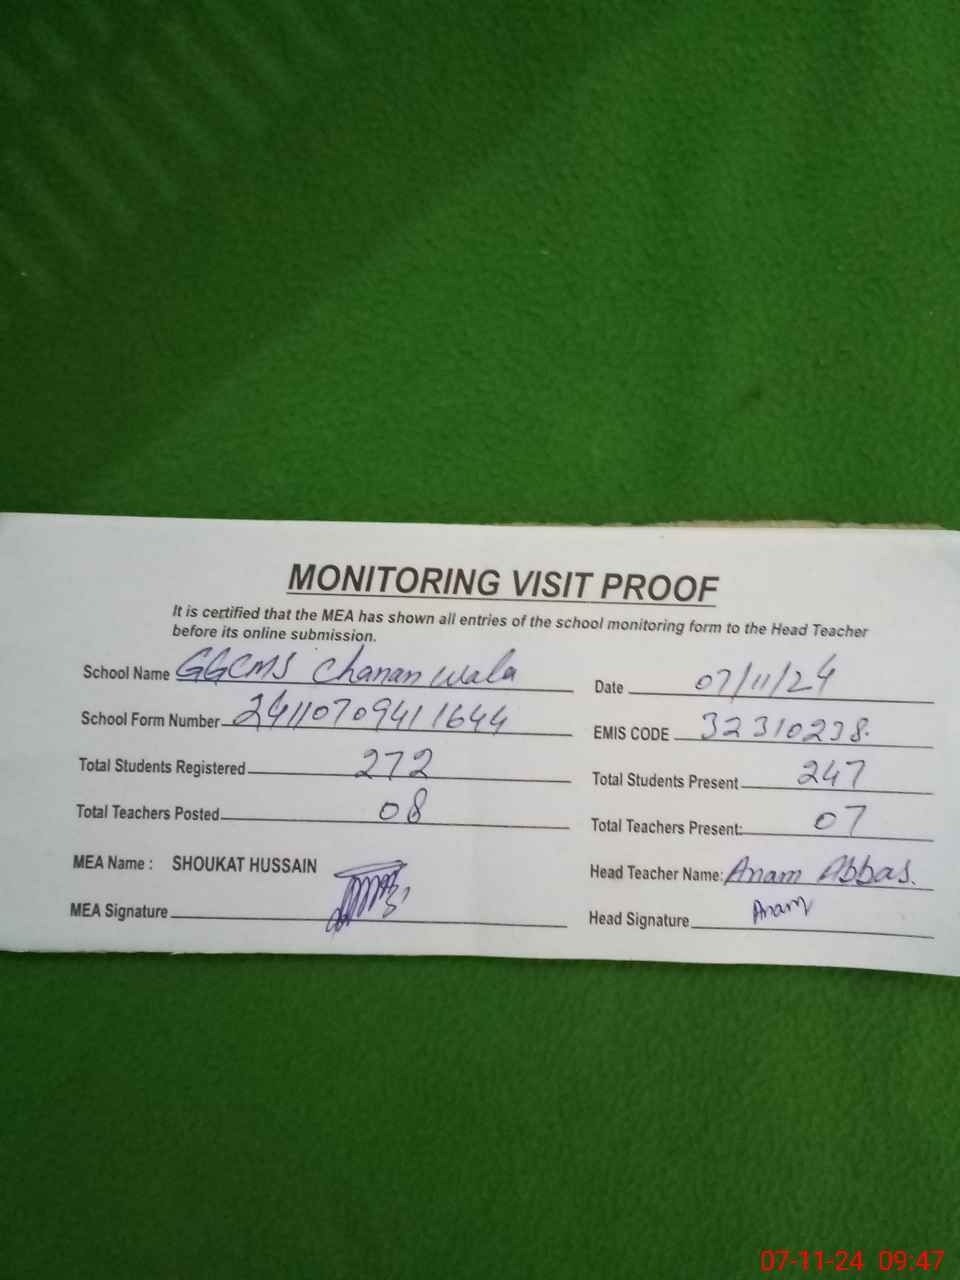 MONITORING VISIT PROOF
It is certified that the MEA has shown all entries of the school monitoring form to the Head Teacher
before its online submission.
School Name GGCMS Chanan wala
Date 07/11/24
School Form Number 2411070941 1644
EMIS CODE 32310238.
Total Students Registered 272
Total Students Present 247
Total Teachers Posted 08
Total Teachers Present: 07
MEA Name : SHOUKAT HUSSAIN
Head Teacher Name: Anam Abbas.
MEA Signature
Head Signature Anam
07-11-24 09:47